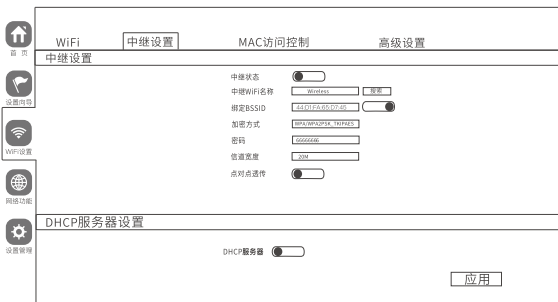 WiFi 中继设置 MAC访问控制 高级设置
首 页
中继设置
中继状态
中继WiFi名称 Wireless 搜索
设置向导
绑定BSSID 44:D1:FA:65:D7:45
加密方式 WPA/WPA2PSK_TKIPAES
密码 66666666
WiFi设置
信道宽度 20M
点对点透传
网络功能
DHCP服务器设置
设置管理
DHCP服务器
应用